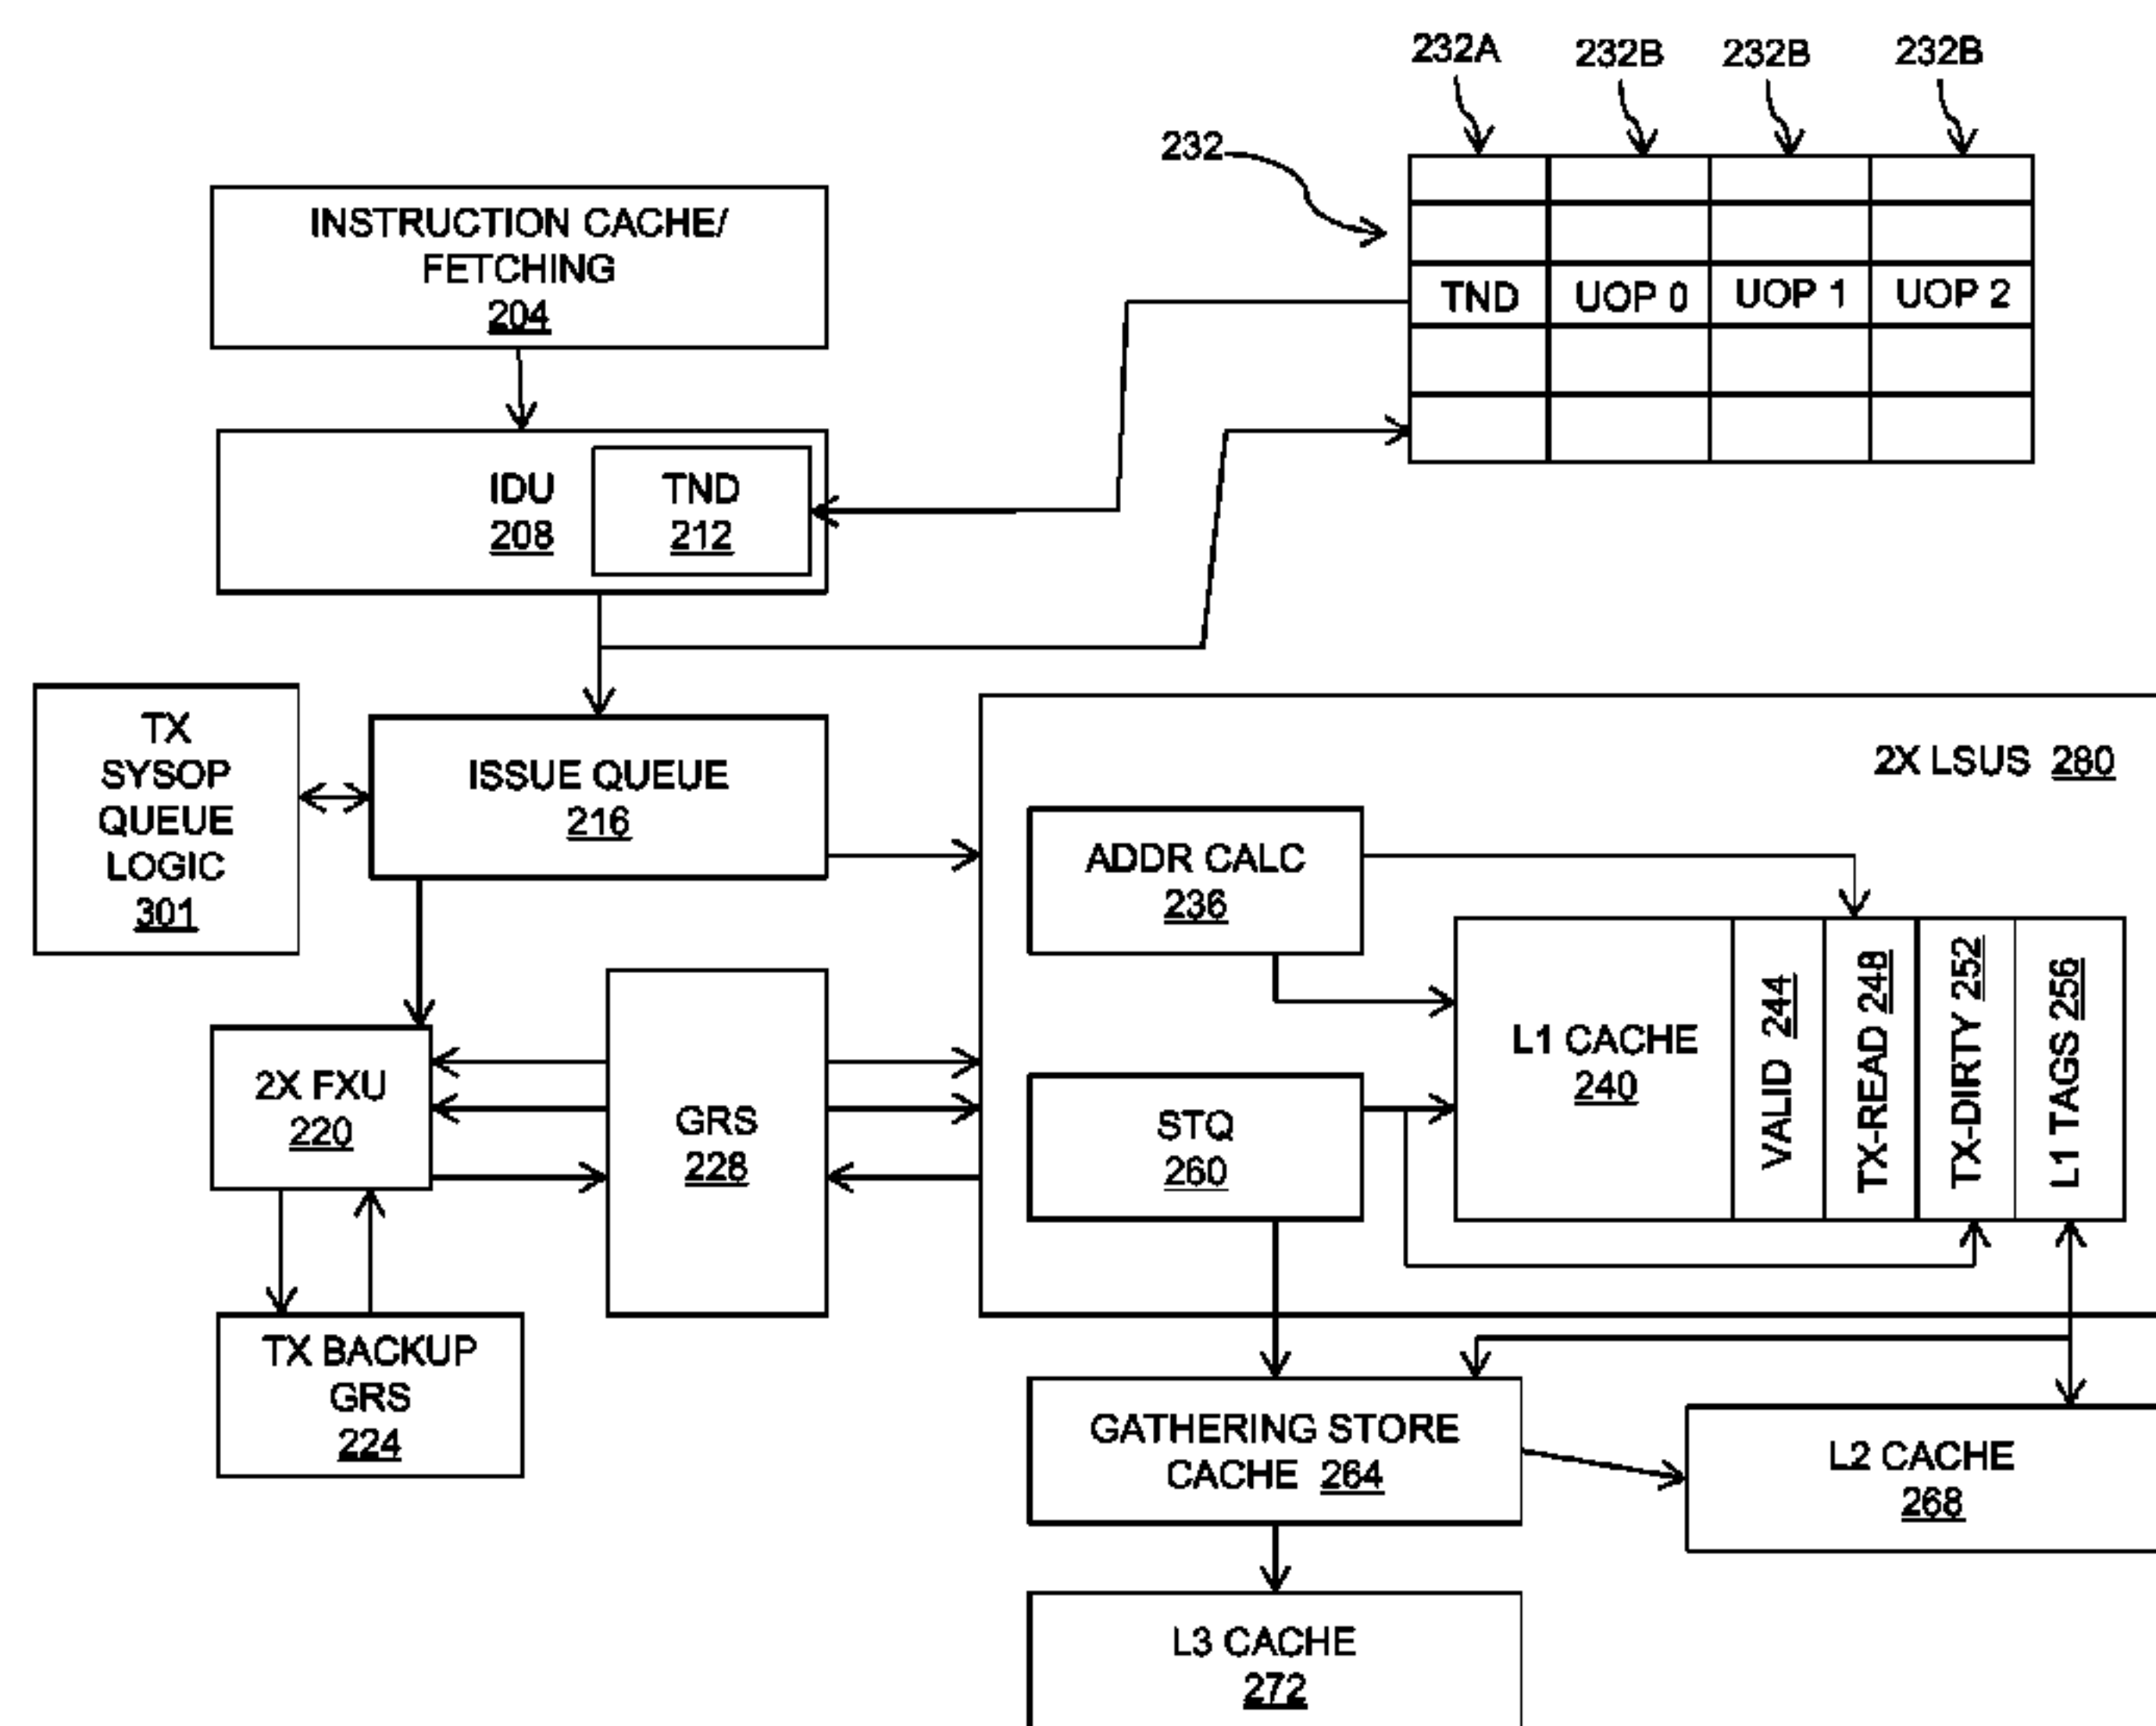 232A 232B 232B 232B
232
INSTRUCTION CACHE/
FETCHING
204
TND UOP 0 UOP 1 UOP 2
IDU
208
TND
212
TX
SYSOP
QUEUE
LOGIC
301
ISSUE QUEUE
216
2X LSUS 280
ADDR CALC
236
L1 CACHE
240
VALID 244
TX-READ 248
TX-DIRTY 252
L1 TAGS 256
2X FXU
220
GRS
228
STQ
260
TX BACKUP
GRS
224
GATHERING STORE
CACHE 264
L2 CACHE
268
L3 CACHE
272